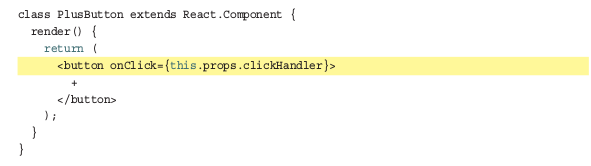 class PlusButton extends React.Component {
  render() {
    return (
      <button onClick={this.props.clickHandler}>
        +
      </button>
    );
  }
}